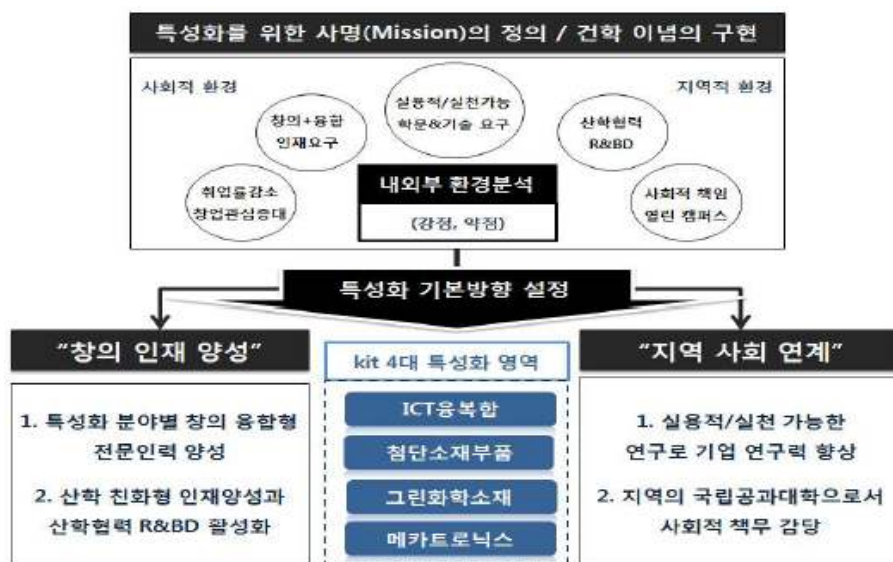 특성화를 위한 사명(Mission)의 정의 / 건학 이념의 구현
사회적 환경
지역적 환경
실용적/실천가능
학문&기술 요구
창의+융합
인재요구
산학협력
R&BD
취업률감소
창업관심증대
내외부 환경분석
(강점, 약점)
사회적 책임
열린 캠퍼스
특성화 기본방향 설정
"창의 인재 양성"
1. 특성화 분야별 창의 융합형
전문인력 양성
2. 산학 친화형 인재양성과
산학협력 R&BD 활성화
kit 4대 특성화 영역
ICT융복합
첨단소재부품
그린화학소재
메카트로닉스
"지역 사회 연계"
1. 실용적/실천 가능한
연구로 기업 연구력 향상
2. 지역의 국립공과대학으로서
사회적 책무 감당